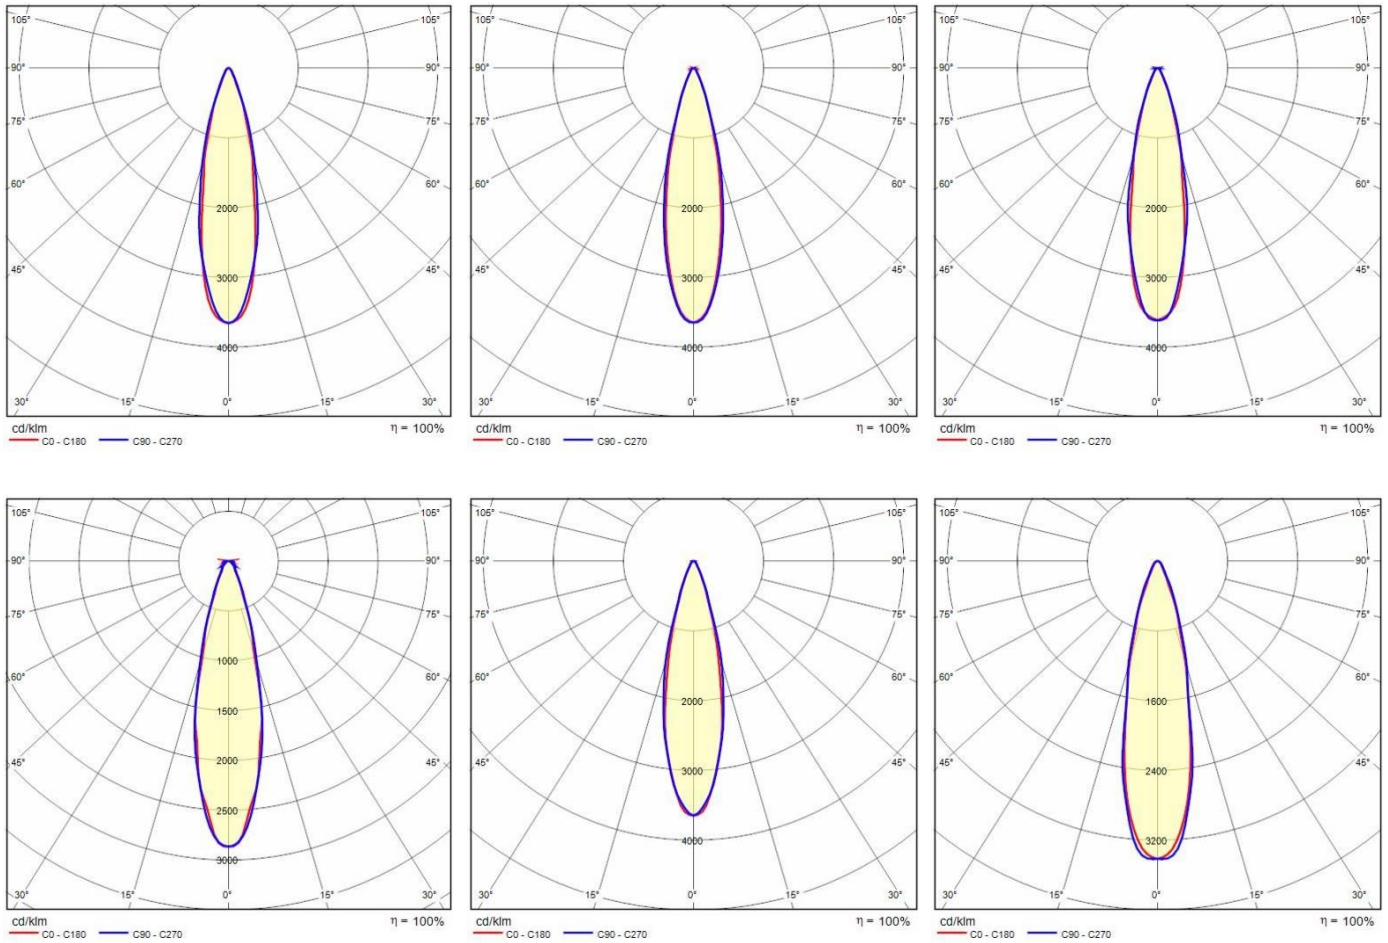 105° 105° 105° 105° 105° 105°
90° 90° 90° 90° 90° 90°
75° 75° 75° 75° 75° 75°
60° 60° 60° 60° 60° 60°
2000 2000 2000
45° 45° 45° 45° 45° 45°
3000 3000 3000
4000 4000 4000
30° 15° 0° 15° 30° 30° 15° 0° 15° 30° 30° 15° 0° 15° 30°
cd/klm η = 100% cd/klm η = 100% cd/klm η = 100%
C0 - C180 C90 - C270 C0 - C180 C90 - C270 C0 - C180 C90 - C270
105° 105° 105° 105° 105° 105°
90° 90° 90° 90° 90° 90°
75° 75° 75° 75° 75° 75°
1000
60° 60° 60° 60° 60° 60°
1500 2000 1600
45° 2000 45° 45° 3000 45° 45° 2400 45°
2500
3000 4000 3200
30° 15° 0° 15° 30° 30° 15° 0° 15° 30° 30° 15° 0° 15° 30°
cd/klm η = 100% cd/klm η = 100% cd/klm η = 100%
C0 - C180 C90 - C270 C0 - C180 C90 - C270 C0 - C180 C90 - C270